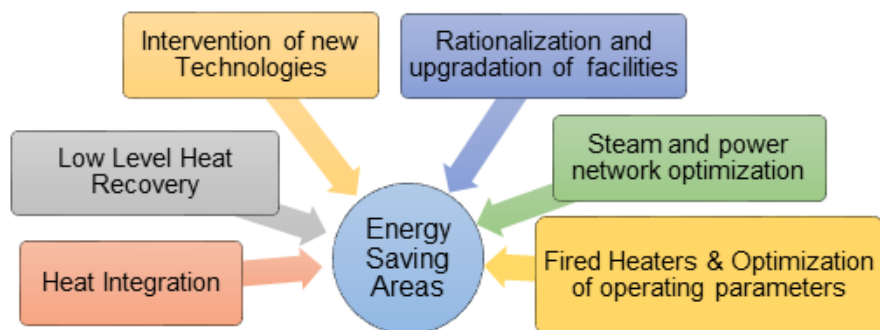 Intervention of new
Technologies
Rationalization and
upgradation of facilities
Low Level Heat
Recovery
Steam and power
network optimization
Energy
Saving
Areas
Heat Integration
Fired Heaters & Optimization
of operating parameters